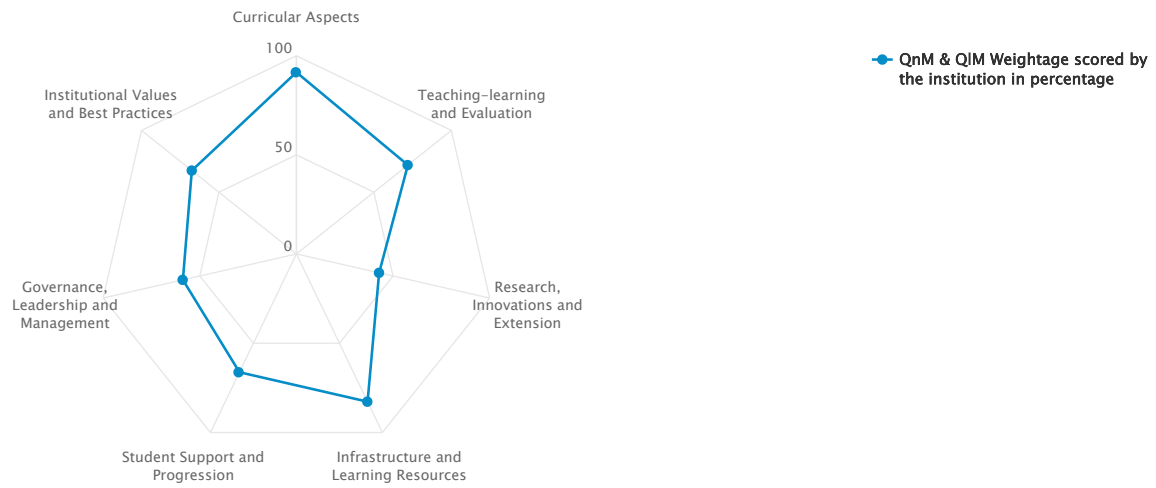 Curricular Aspects
100
QnM & QlM Weightage scored by
the institution in percentage
Institutional Values
and Best Practices
Teaching-learning
and Evaluation
50
0
Governance,
Leadership and
Management
Research,
Innovations and
Extension
Student Support and
Progression
Infrastructure and
Learning Resources